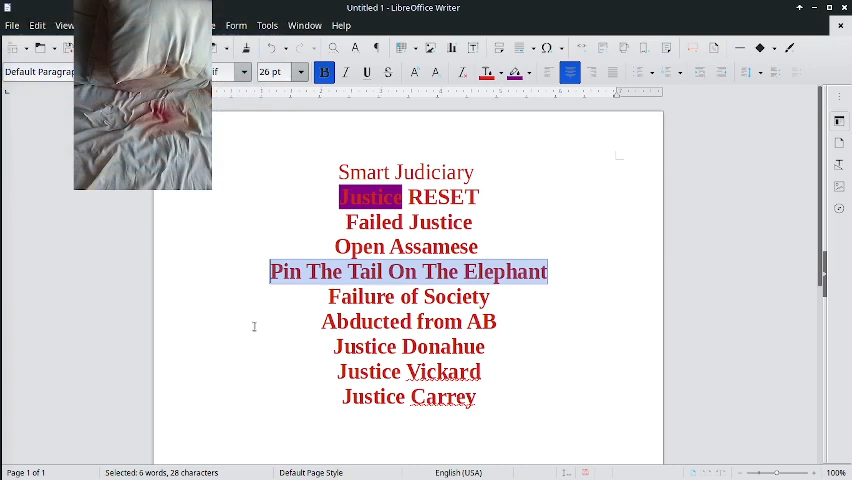 Untitled 1 - LibreOffice Writer
File Edit View Form Tools Window Help
Default Paragra if 26 pt
Smart Judiciary
Justice RESET
Failed Justice
Open Assamese
Pin The Tail On The Elephant
Failure of Society
Abducted from AB
Justice Donahue
Justice Vickard
Justice Carrey
Page 1 of 1 Selected: 6 words, 28 characters Default Page Style English (USA) 100%